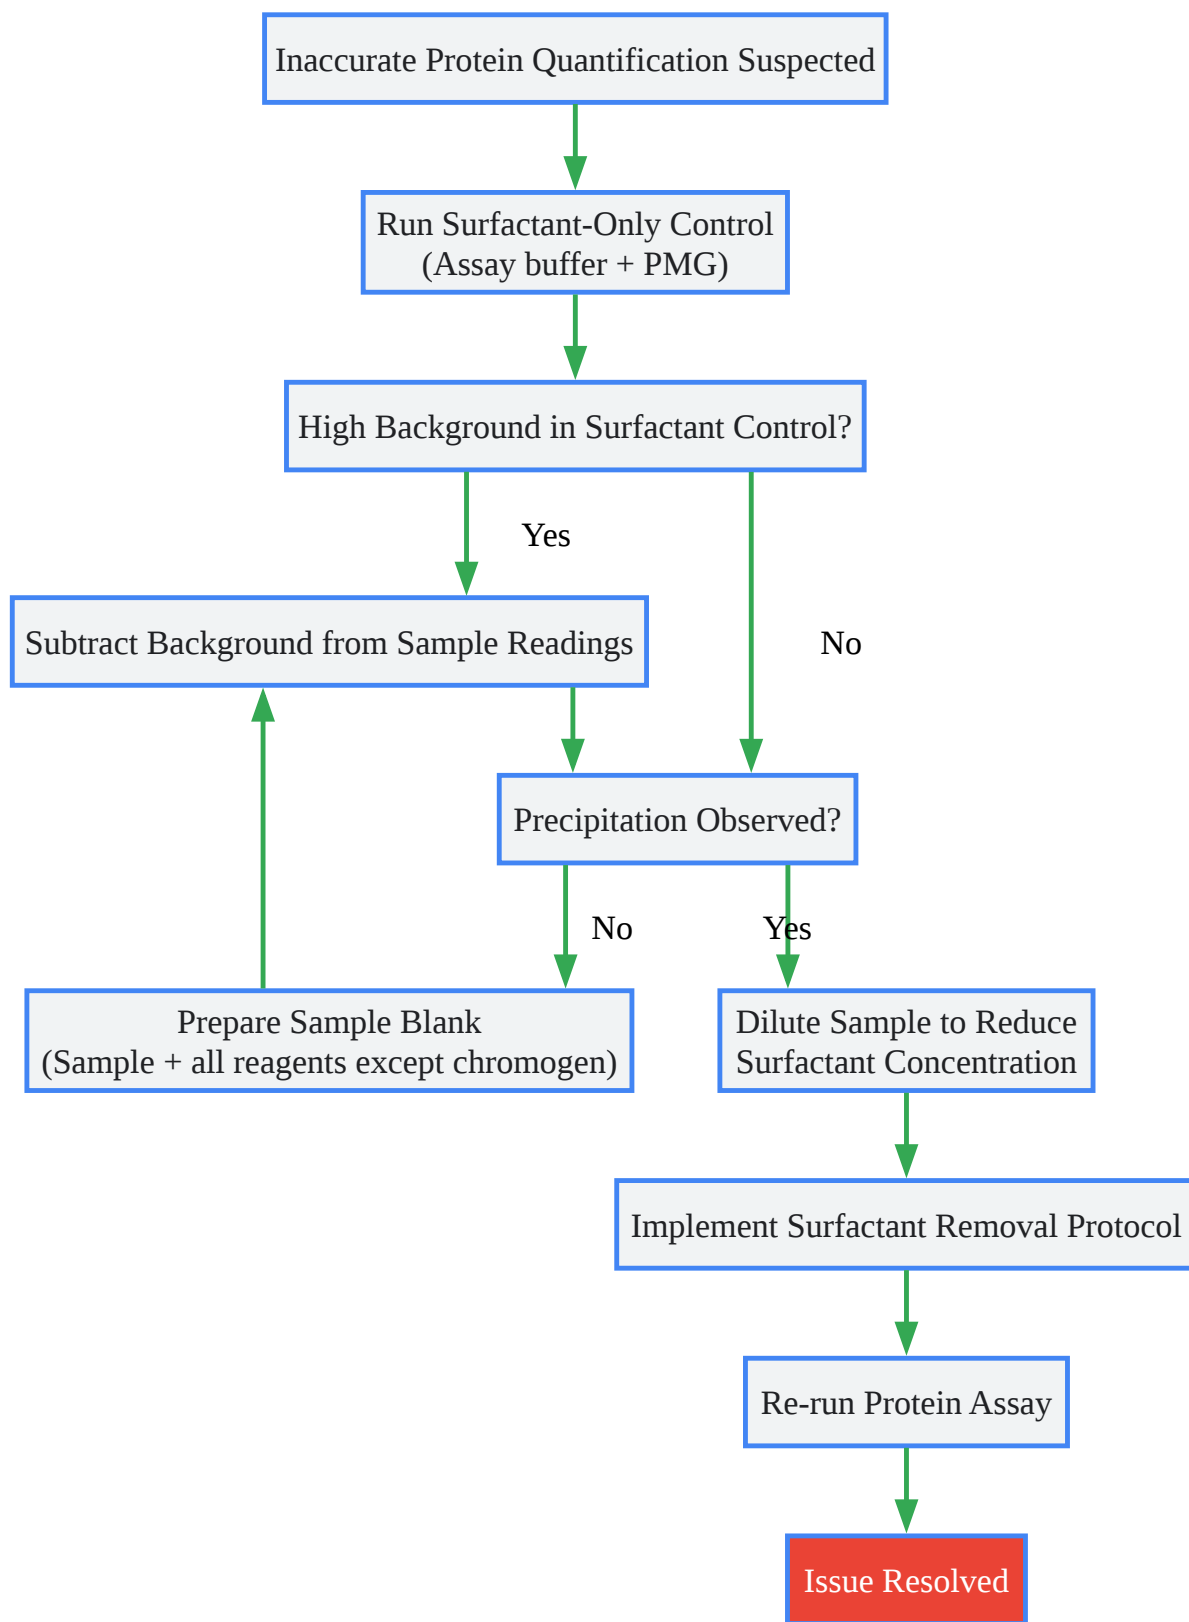 Inaccurate Protein Quantification Suspected
Run Surfactant-Only Control
(Assay buffer + PMG)
High Background in Surfactant Control?
Yes
Subtract Background from Sample Readings
No
Precipitation Observed?
No
Yes
Prepare Sample Blank
(Sample + all reagents except chromogen)
Dilute Sample to Reduce
Surfactant Concentration
Implement Surfactant Removal Protocol
Re-run Protein Assay
Issue Resolved